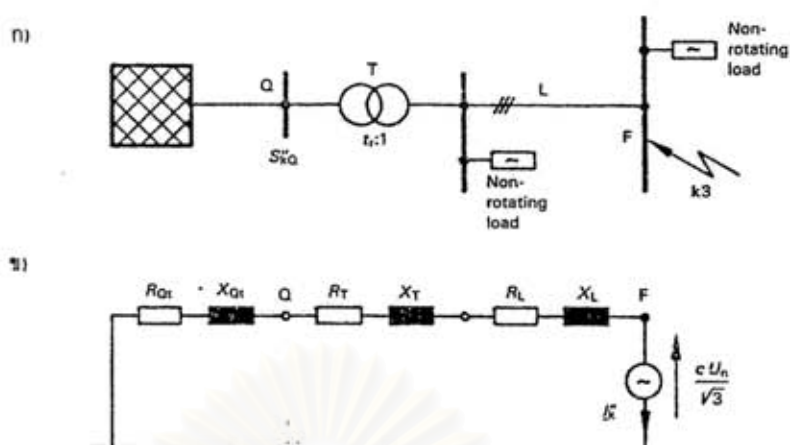 ก)
Non-
rotating
load
T
Q
L
tᵣ:1
F
S″kQ
Non-
rotating
load
k3
ข)
RQt
XQt
Q
RT
XT
RL
XL
F
c Un
√3
I″k